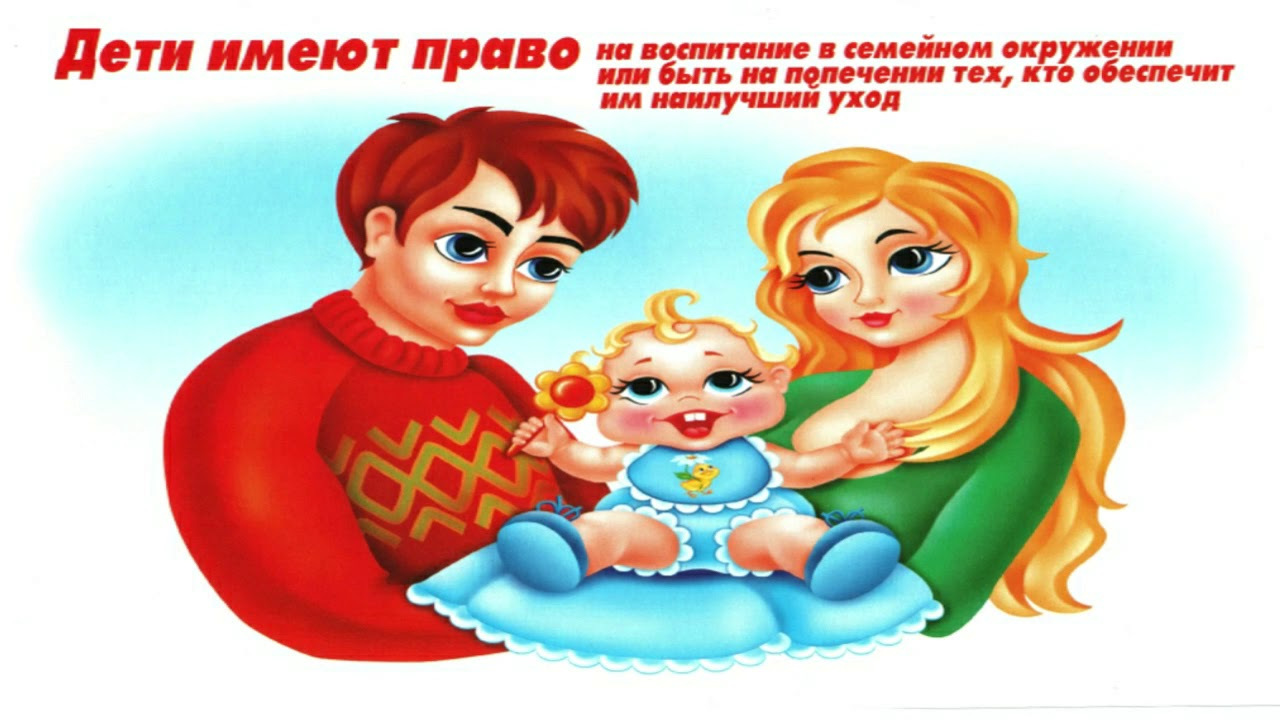 Дети имеют право на воспитание в семейном окружении
или быть на попечении тех, кто обеспечит
им наилучший уход